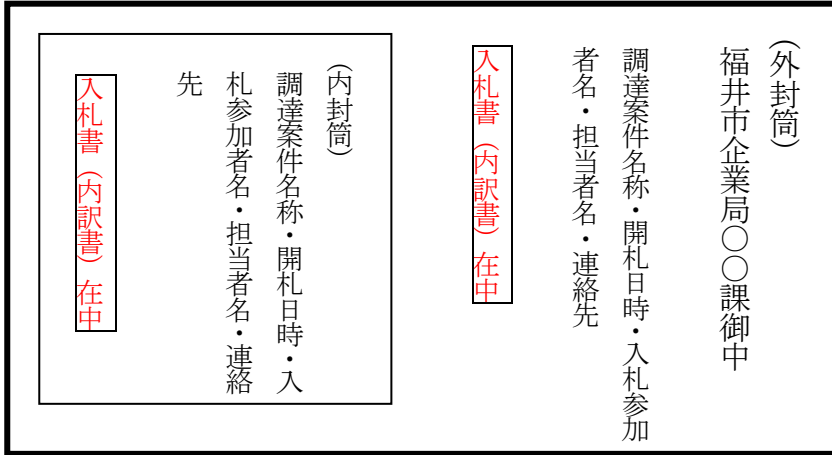 (外封筒)
福井市企業局○○課御中
調達案件名称・開札日時・入札参加
者名・担当者名・連絡先
入札書(内訳書)在中
(内封筒)
調達案件名称・開札日時・入
札参加者名・担当者名・連絡
先
入札書(内訳書)在中